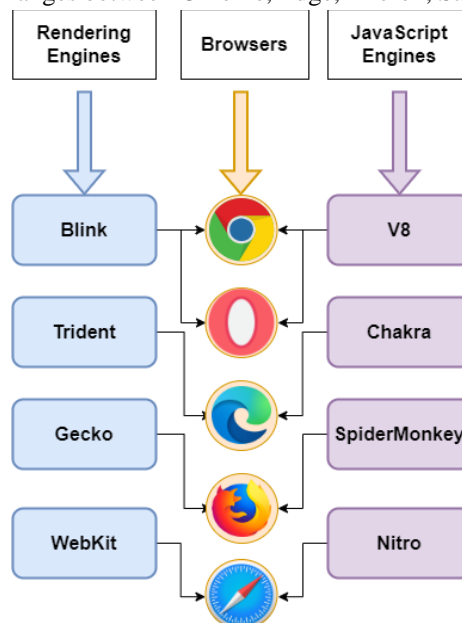 Rendering
Engines
Browsers
JavaScript
Engines
Blink
V8
Trident
Chakra
Gecko
SpiderMonkey
WebKit
Nitro